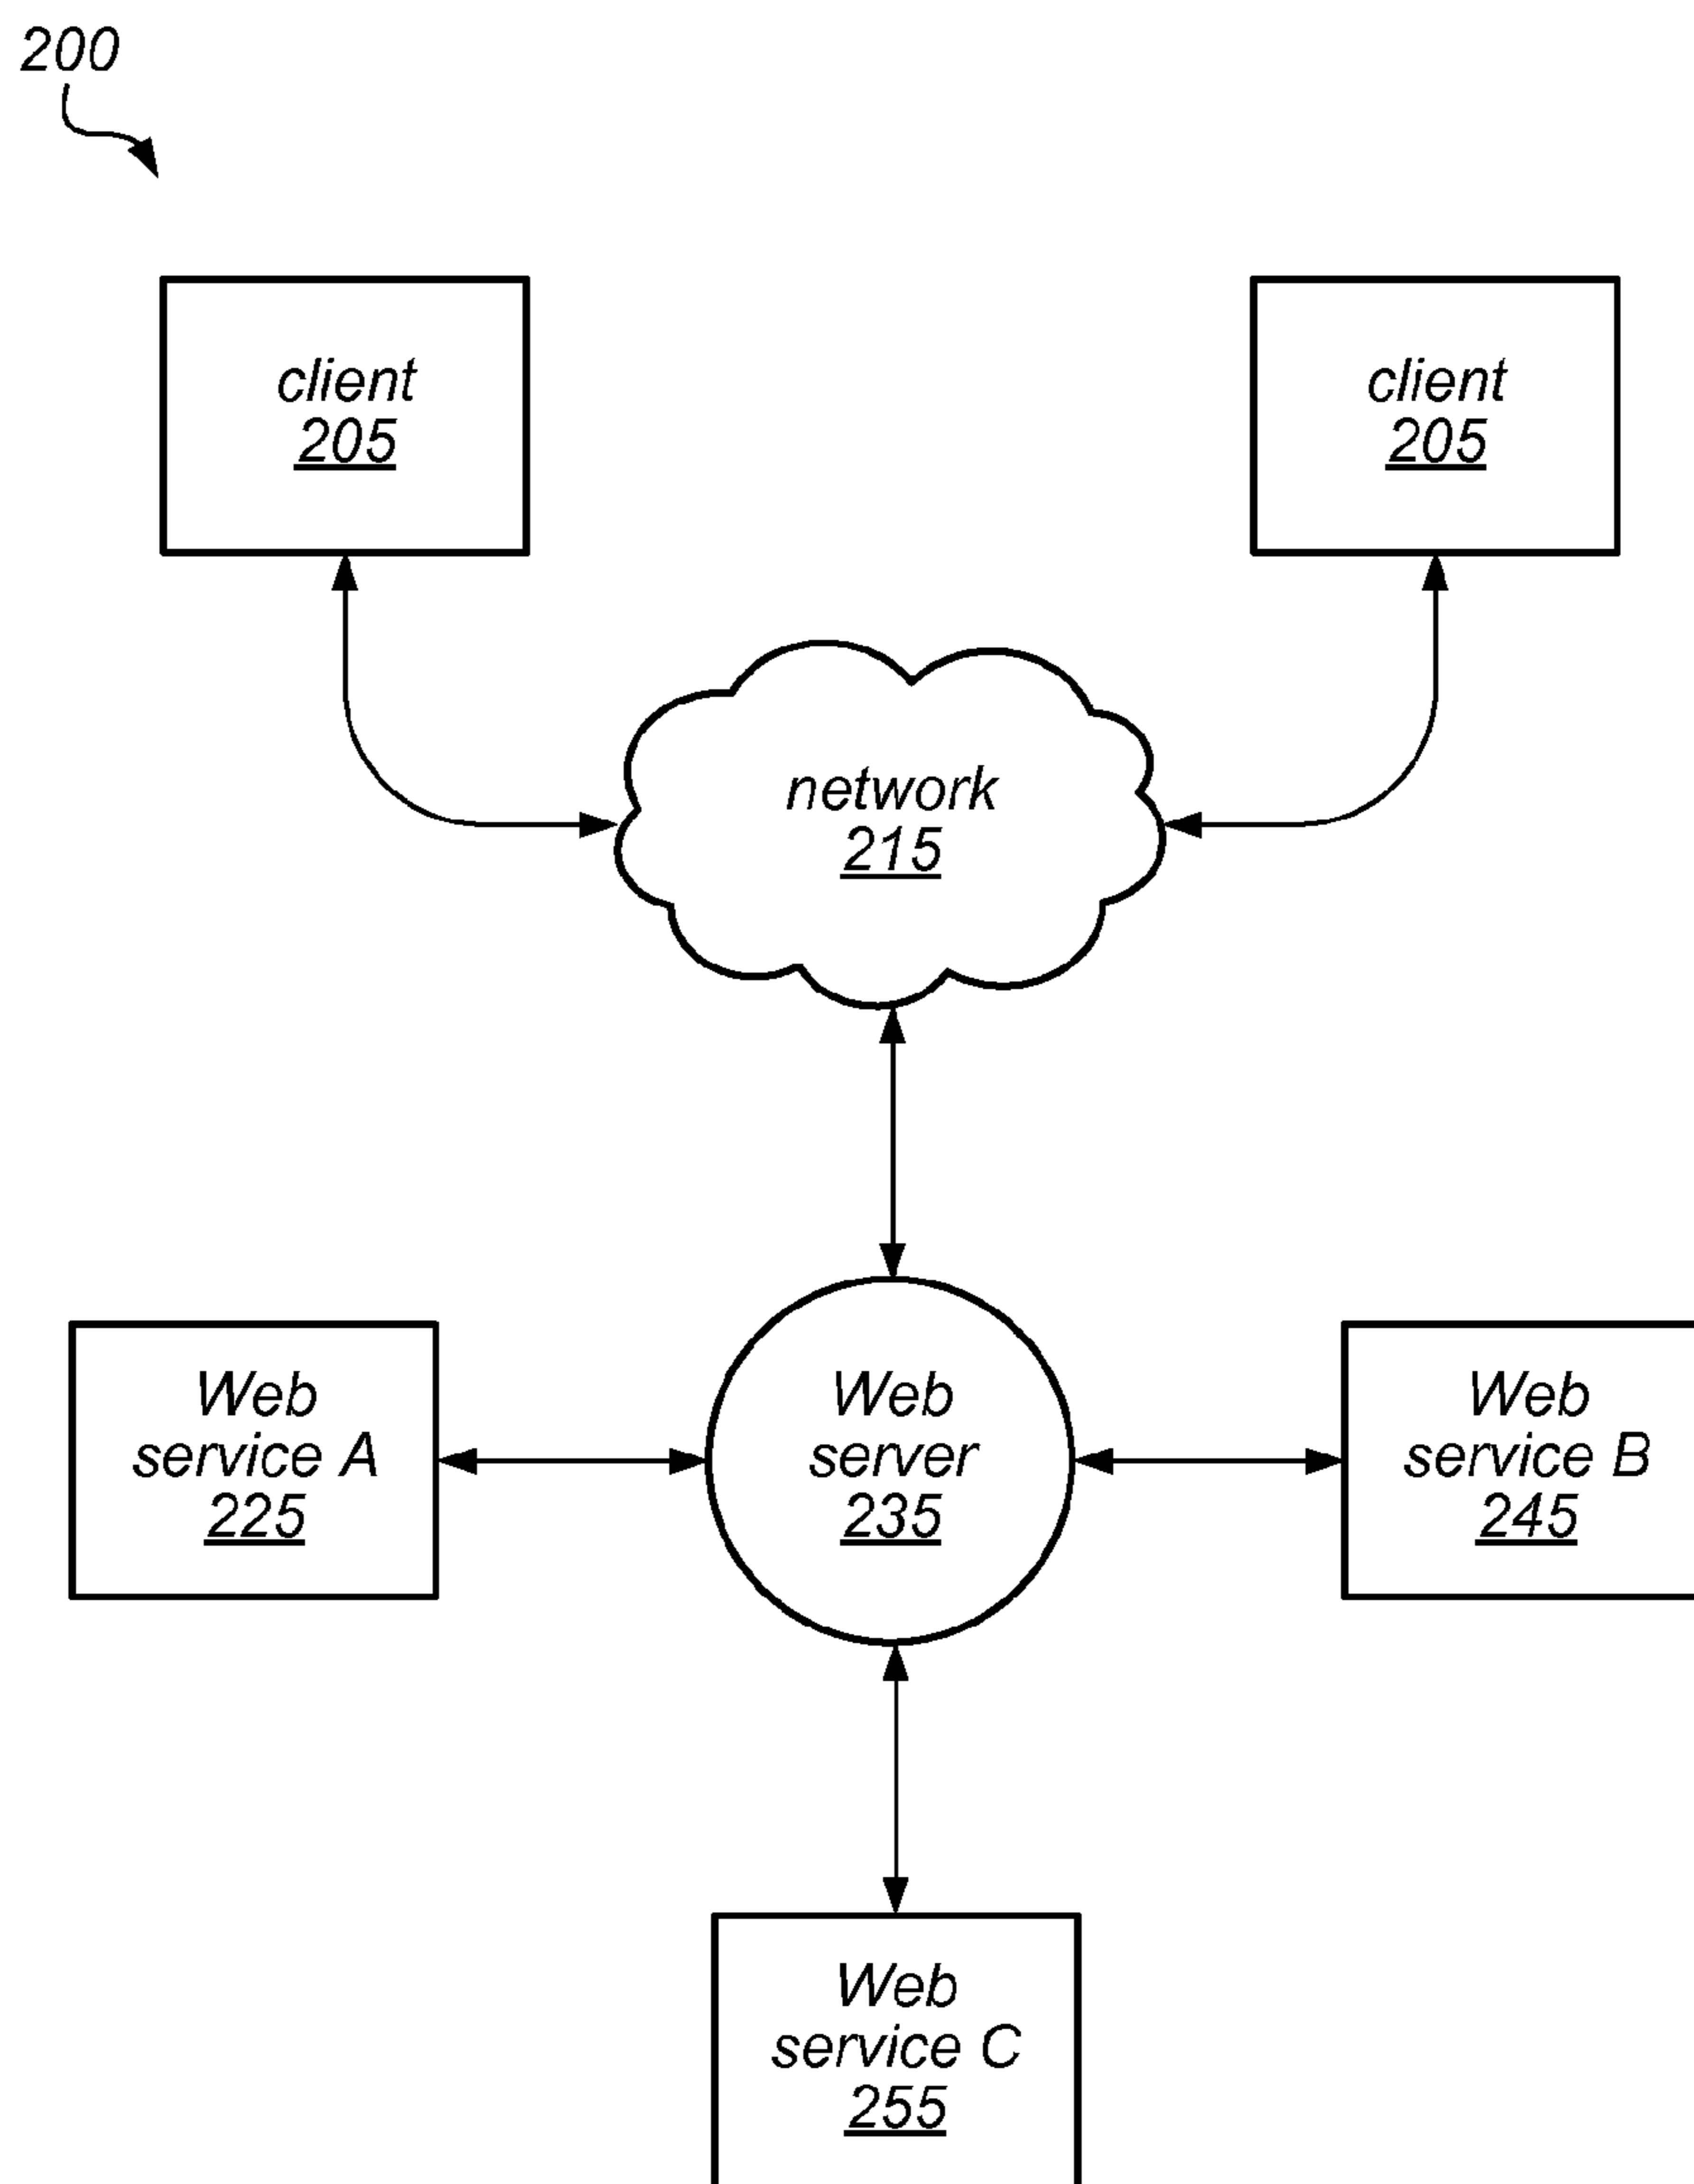 200
client
205
client
205
network
215
Web
service A
225
Web
server
235
Web
service B
245
Web
service C
255